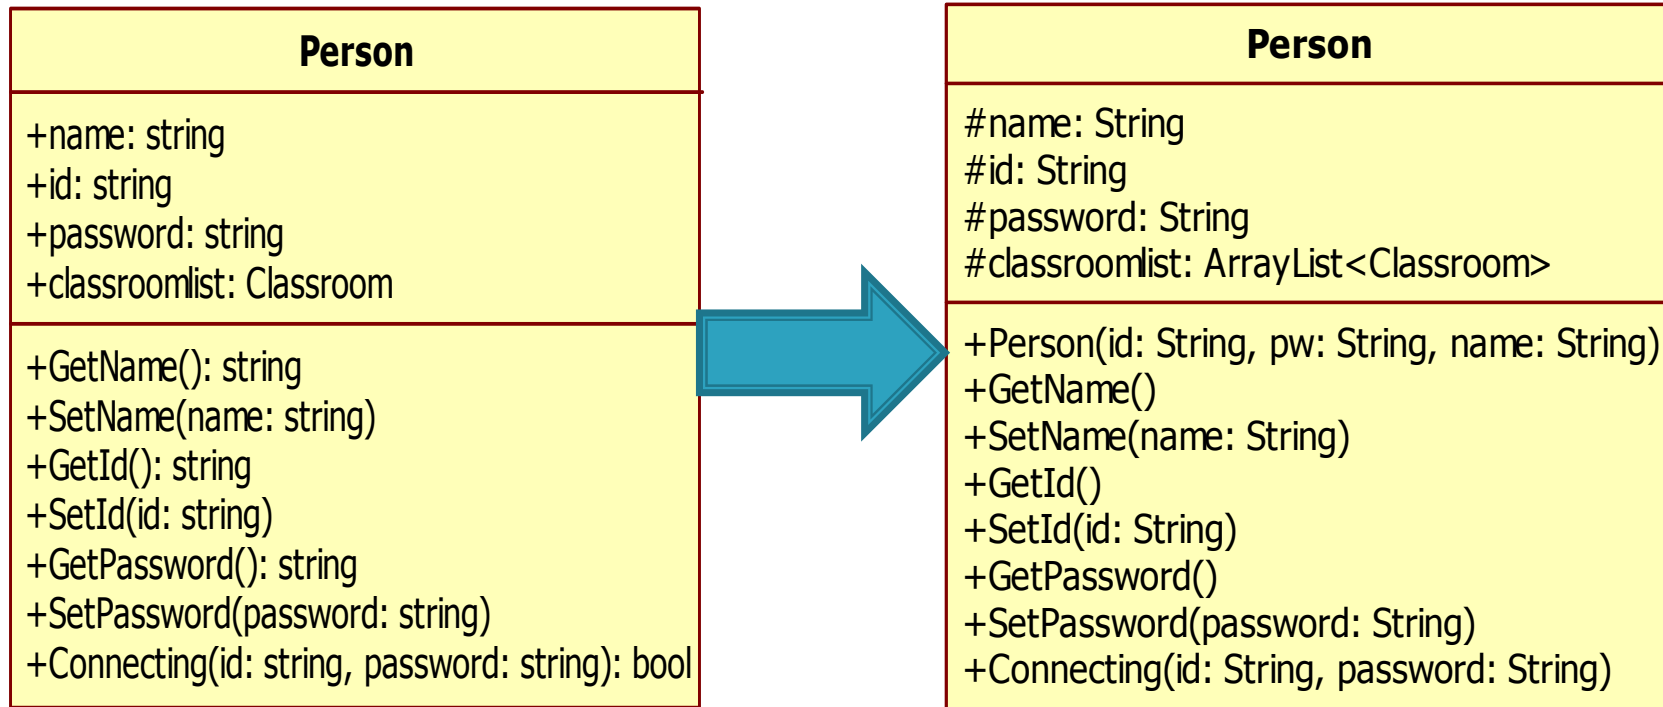 Person
+name: string
+id: string
+password: string
+classroomlist: Classroom
+GetName(): string
+SetName(name: string)
+GetId(): string
+SetId(id: string)
+GetPassword(): string
+SetPassword(password: string)
+Connecting(id: string, password: string): bool
Person
#name: String
#id: String
#password: String
#classroomlist: ArrayList<Classroom>
+Person(id: String, pw: String, name: String)
+GetName()
+SetName(name: String)
+GetId()
+SetId(id: String)
+GetPassword()
+SetPassword(password: String)
+Connecting(id: String, password: String)